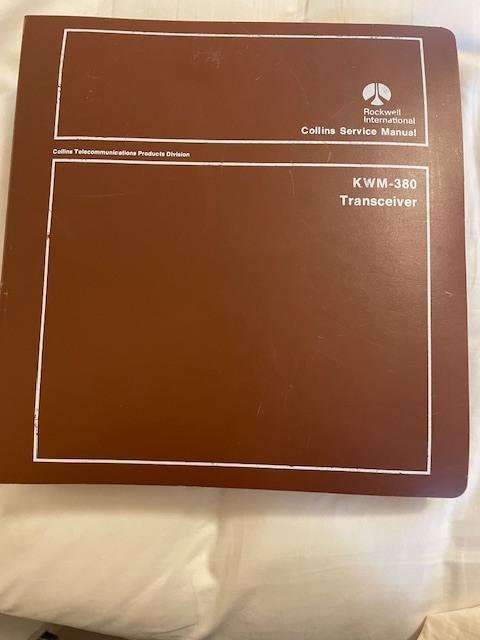 Rockwell
International
Collins Service Manual
Collins Telecommunications Products Division
KWM-380
Transceiver